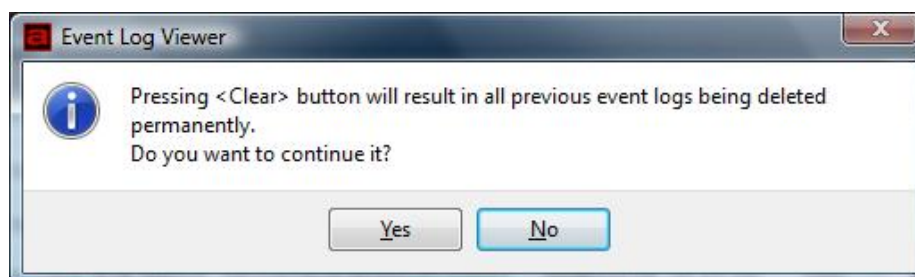 Event Log Viewer
Pressing <Clear> button will result in all previous event logs being deleted
permanently.
Do you want to continue it?
Yes No